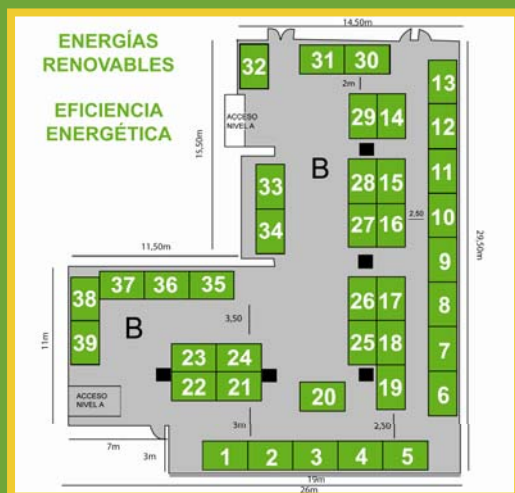 14,50m
ENERGÍAS
RENOVABLES
EFICIENCIA
ENERGÉTICA
32
31 30
2m
13
ACCESO
NIVEL A
29 14
12
15,50m
B
11
33
28 15
34
27 16
2,50
10
29,50m
11,50m
9
38
37 36 35
26 17
8
39
B
3,50
11m
23 24
25 18
7
22 21
19
6
ACCESO
NIVEL A
20
7m
3m
2,50
3m
1 2 3 4 5
19m
26m